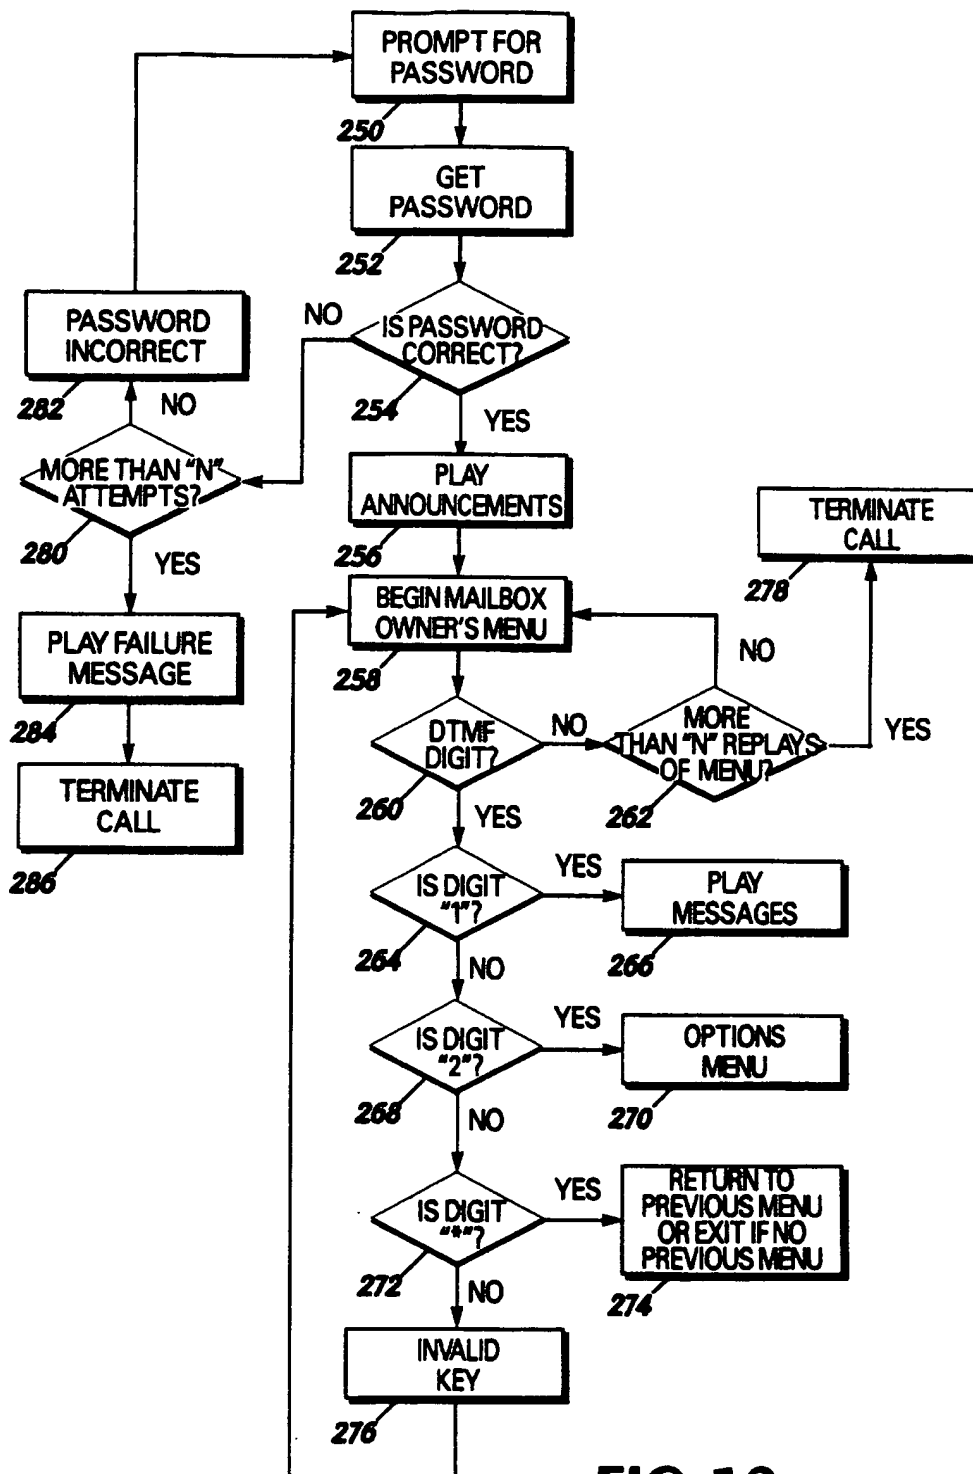 PROMPT FOR
PASSWORD
250
GET
PASSWORD
252
IS PASSWORD
CORRECT?
254
NO
YES
PASSWORD
INCORRECT
282
NO
MORE THAN "N"
ATTEMPTS?
280
YES
PLAY FAILURE
MESSAGE
284
TERMINATE
CALL
286
PLAY
ANNOUNCEMENTS
256
BEGIN MAILBOX
OWNER'S MENU
258
DTMF
DIGIT?
260
NO
YES
MORE
THAN "N" REPLAYS
OF MENU?
262
NO
YES
TERMINATE
CALL
278
IS DIGIT
"1"?
264
YES
NO
PLAY
MESSAGES
266
IS DIGIT
"2"?
268
YES
NO
OPTIONS
MENU
270
IS DIGIT
"*"?
272
YES
NO
RETURN TO
PREVIOUS MENU
OR EXIT IF NO
PREVIOUS MENU
274
INVALID
KEY
276